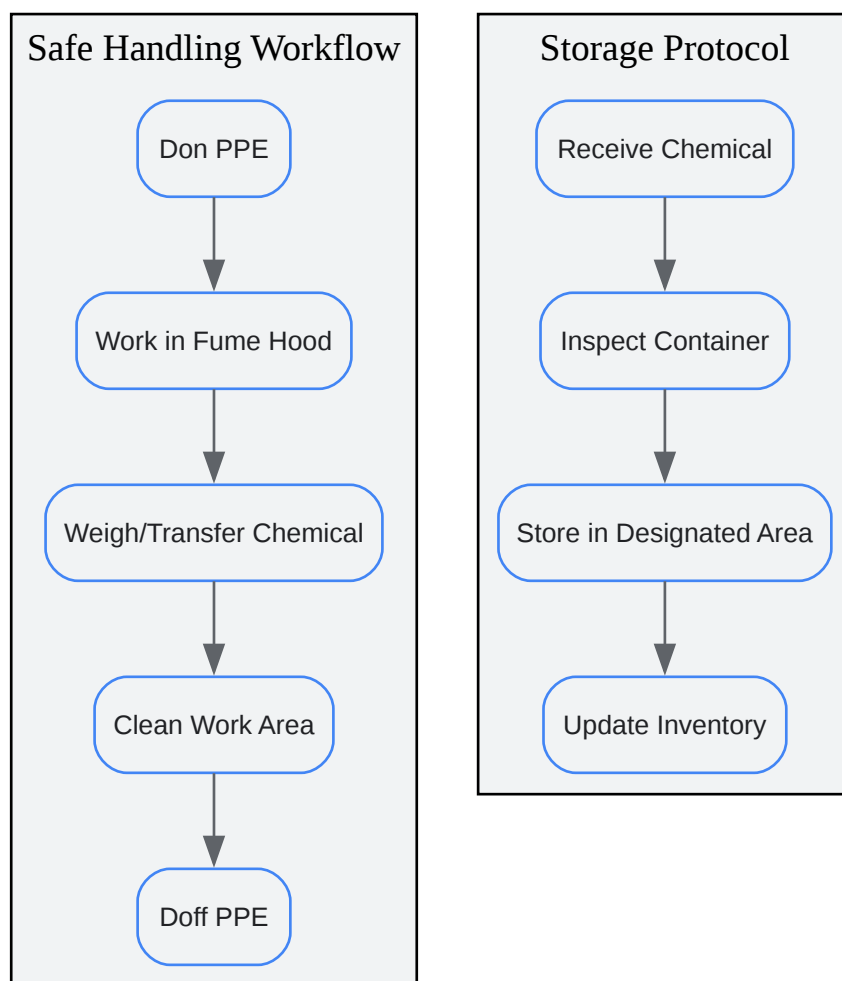 Safe Handling Workflow
Don PPE
Work in Fume Hood
Weigh/Transfer Chemical
Clean Work Area
Doff PPE
Storage Protocol
Receive Chemical
Inspect Container
Store in Designated Area
Update Inventory